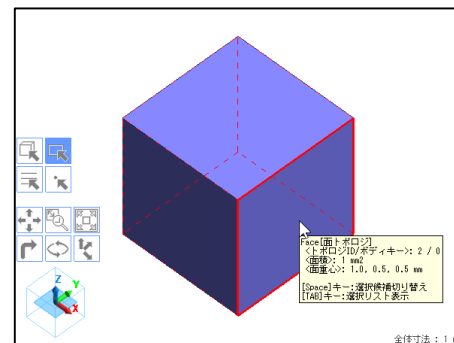 Z
Y
X
Face[面トポロジ]
<トポロジID/ボディキー>: 2 / 0
<面積>: 1 mm2
<面重心>: 1.0, 0.5, 0.5 mm
[Space]キー:選択候補切り替え
[TAB]キー:選択リスト表示
全体寸法 : 1